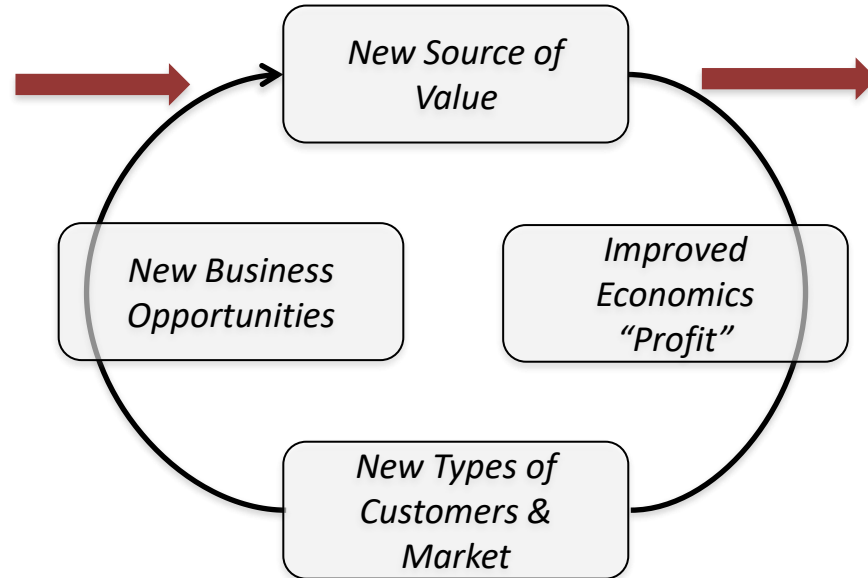 New Source of
Value
New Business
Opportunities
Improved
Economics
“Profit”
New Types of
Customers &
Market